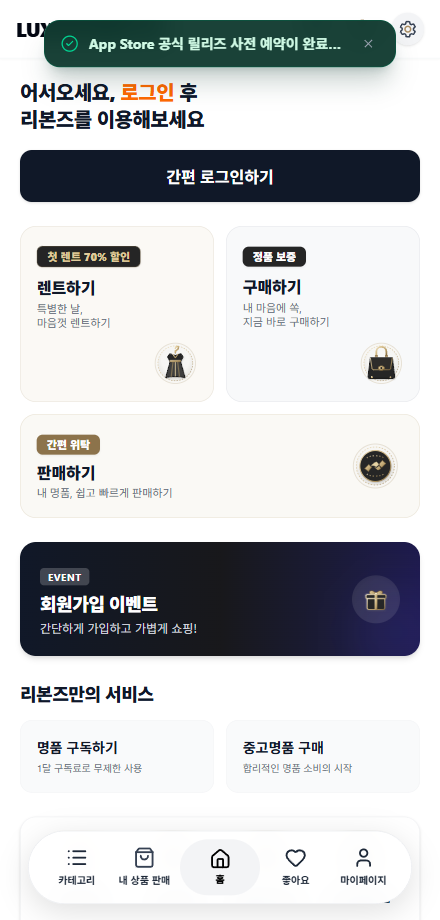 App Store 공식 릴리즈 사전 예약이 완료...
어서오세요, 로그인 후
리본즈를 이용해보세요
간편 로그인하기
첫 렌트 70% 할인
렌트하기
특별한 날,
마음껏 렌트하기
정품 보증
구매하기
내 마음에 쏙,
지금 바로 구매하기
간편 위탁
판매하기
내 명품, 쉽고 빠르게 판매하기
EVENT
회원가입 이벤트
간단하게 가입하고 가볍게 쇼핑!
리본즈만의 서비스
명품 구독하기
1달 구독료로 무제한 사용
중고명품 구매
합리적인 명품 소비의 시작
카테고리
내 상품 판매
홈
좋아요
마이페이지